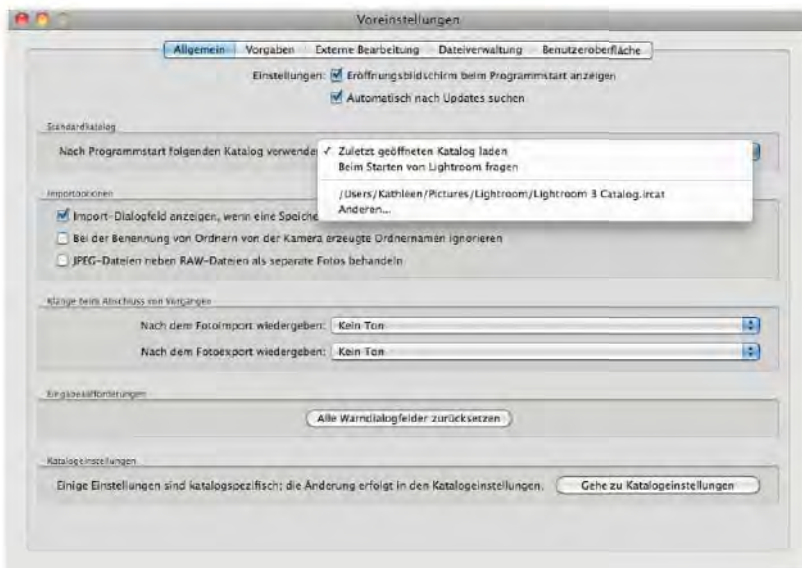 Voreinstellungen
Allgemein Vorgaben Externe Bearbeitung Dateiverwaltung Benutzeroberfläche
Einstellungen: Eröffnungsbildschirm beim Programmstart anzeigen
Automatisch nach Updates suchen
Standardkatalog
Nach Programmstart folgenden Katalog verwende
✓ Zuletzt geöffneten Katalog laden
Beim Starten von Lightroom fragen
/Users/Kathleen/Pictures/Lightroom/Lightroom 3 Catalog.lrcat
Anderen...
Importoptionen
Import-Dialogfeld anzeigen, wenn eine Speiche
Bei der Benennung von Ordnern von der Kamera erzeugte Ordnernamen ignorieren
JPEG-Dateien neben RAW-Dateien als separate Fotos behandeln
Klänge beim Abschluss von Vorgängen
Nach dem Fotoimport wiedergeben: Kein Ton
Nach dem Fotoexport wiedergeben: Kein Ton
Eingabeaufforderungen
Alle Warndialogfelder zurücksetzen
Katalogeinstellungen
Einige Einstellungen sind katalogspezifisch; die Änderung erfolgt in den Katalogeinstellungen. Gehe zu Katalogeinstellungen